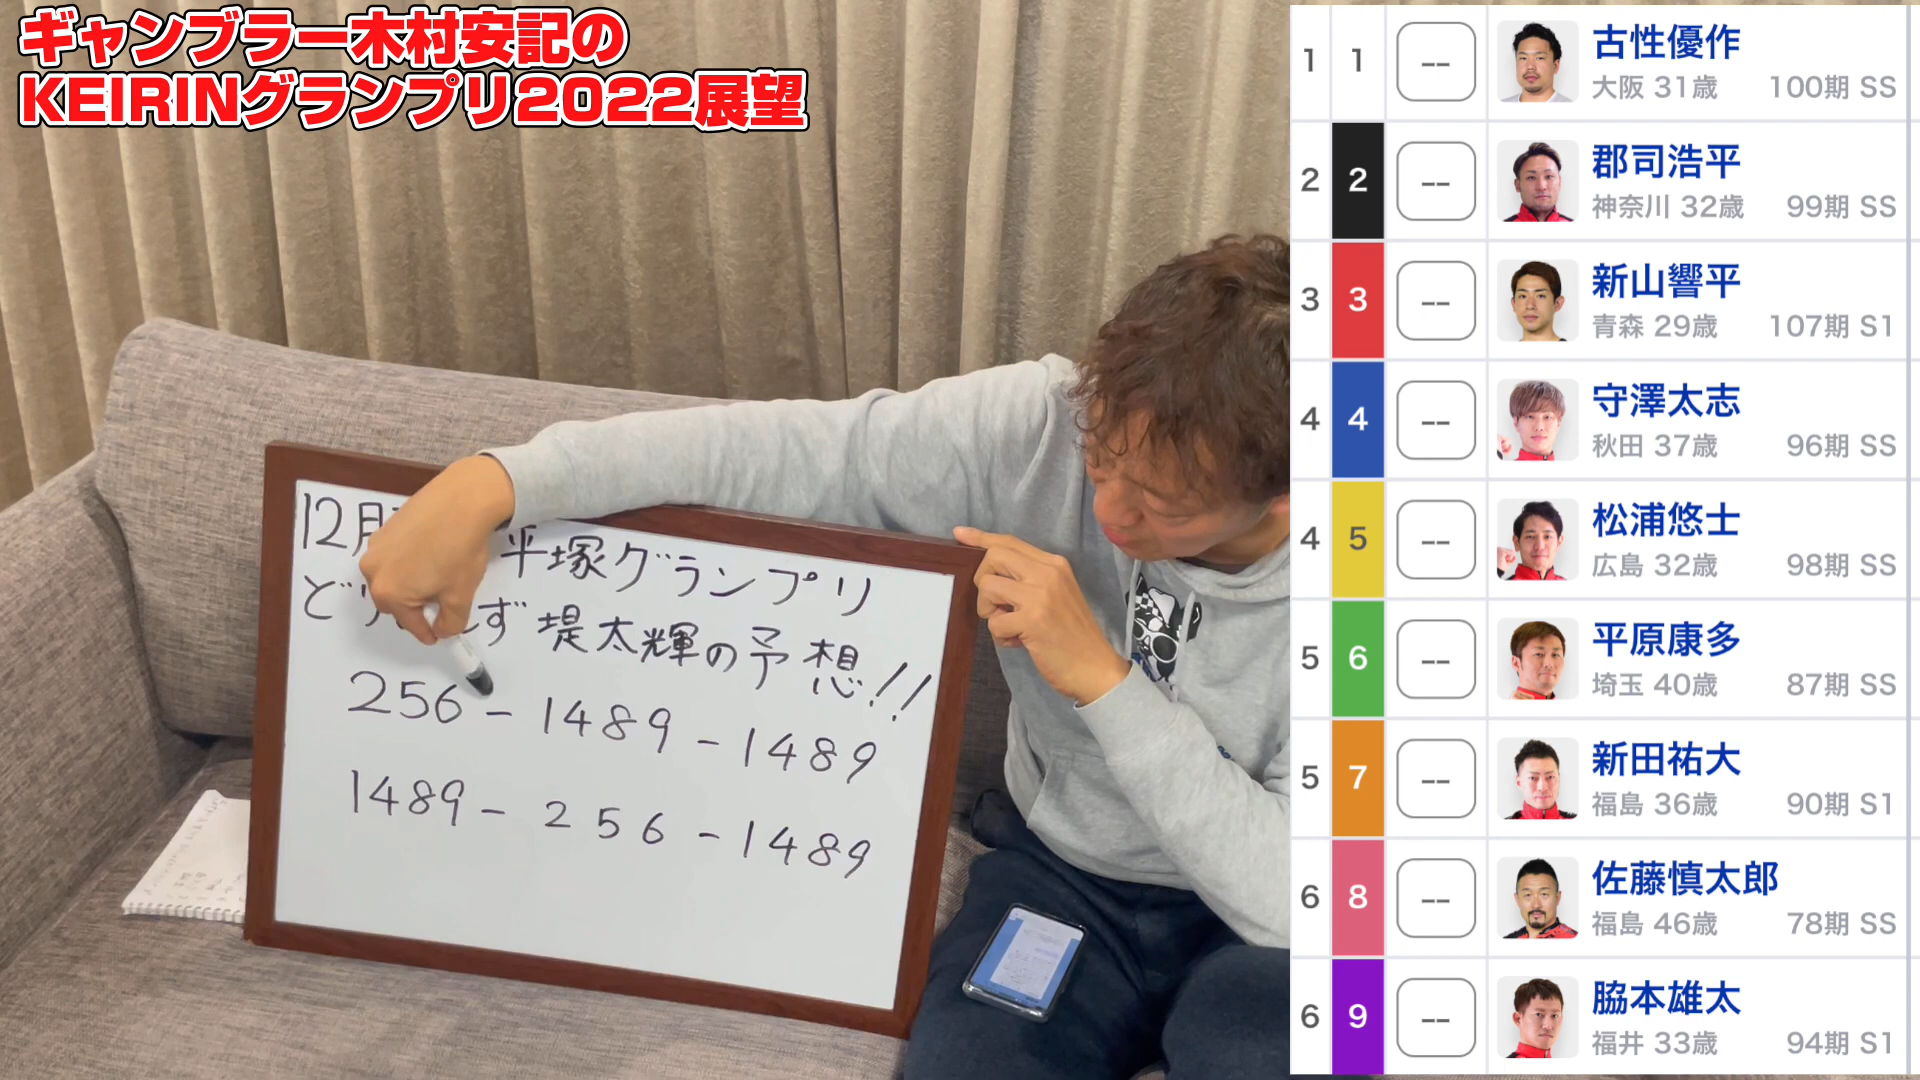 ギャンブラー木村安記の
KEIRINグランプリ2022展望
12月 平塚グランプリ
ど ず 堤太輝の予想!!
256-1489-1489
1489-256-1489
1 1 -- 古性優作
大阪 31歳 100期 SS
2 2 -- 郡司浩平
神奈川 32歳 99期 SS
3 3 -- 新山響平
青森 29歳 107期 S1
4 4 -- 守澤太志
秋田 37歳 96期 SS
4 5 -- 松浦悠士
広島 32歳 98期 SS
5 6 -- 平原康多
埼玉 40歳 87期 SS
5 7 -- 新田祐大
福島 36歳 90期 S1
6 8 -- 佐藤慎太郎
福島 46歳 78期 SS
6 9 -- 脇本雄太
福井 33歳 94期 S1